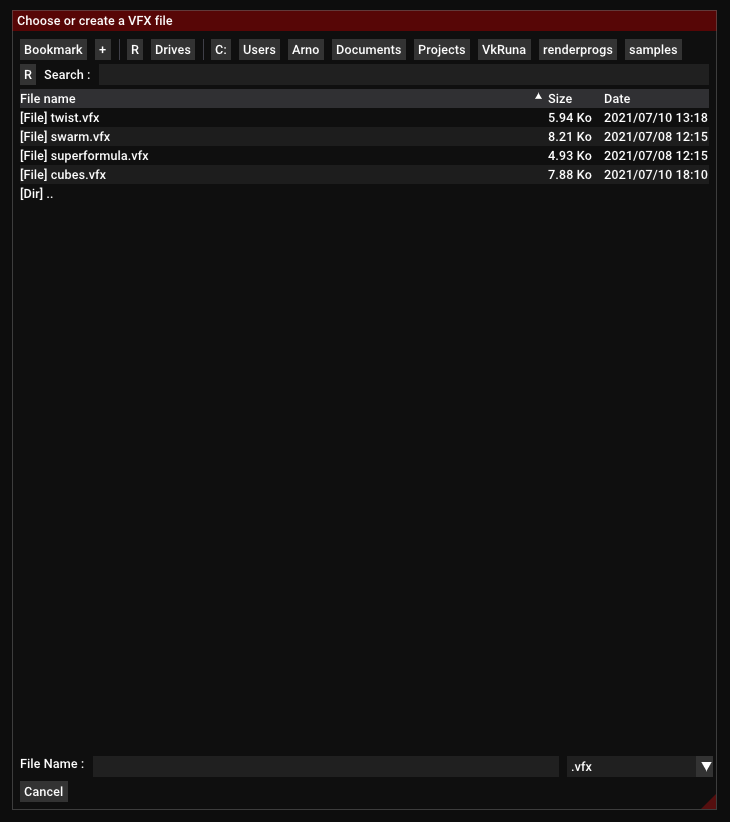 Choose or create a VFX file
Bookmark + R Drives C: Users Arno Documents Projects VkRuna renderprogs samples
R Search :
File name Size Date
[File] twist.vfx 5.94 Ko 2021/07/10 13:18
[File] swarm.vfx 8.21 Ko 2021/07/08 12:15
[File] superformula.vfx 4.93 Ko 2021/07/08 12:15
[File] cubes.vfx 7.88 Ko 2021/07/10 18:10
[Dir] ..
File Name : .vfx
Cancel